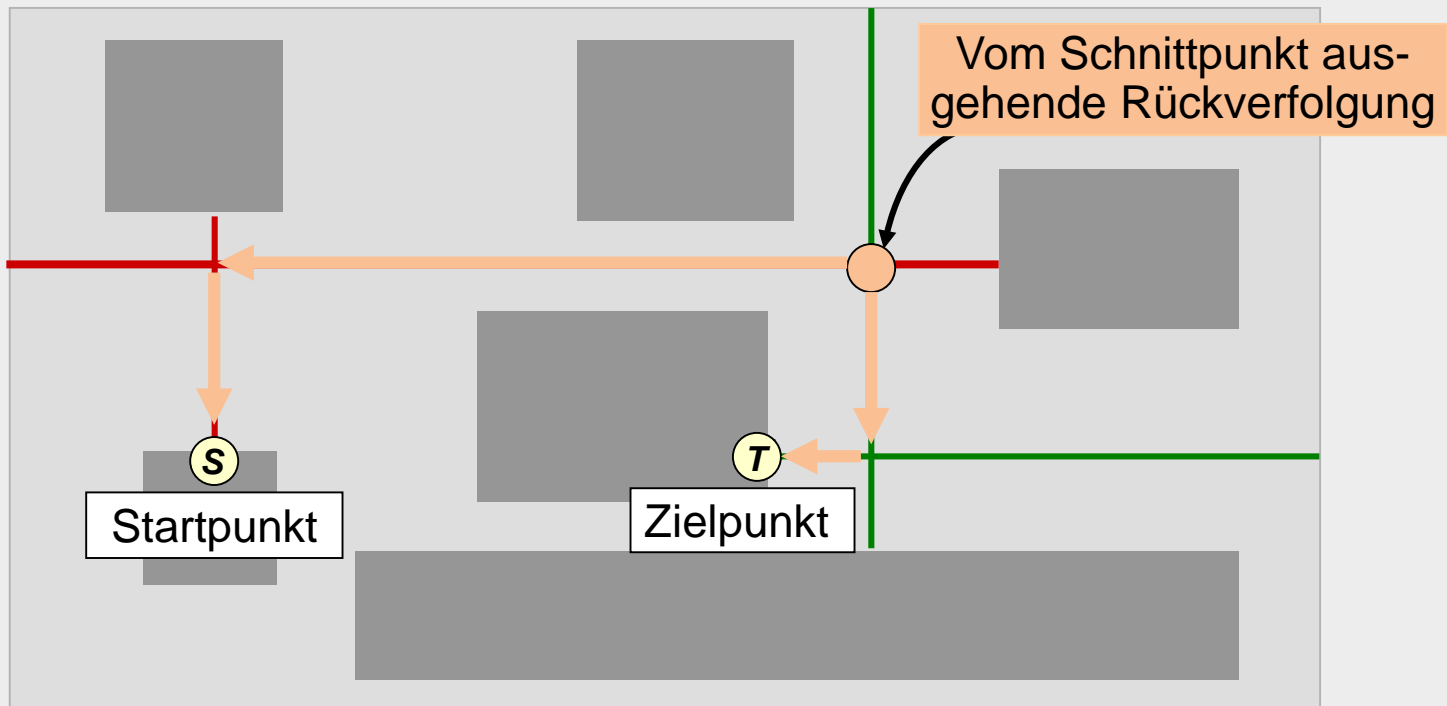 Vom Schnittpunkt aus-
gehende Rückverfolgung
S
T
Startpunkt
Zielpunkt